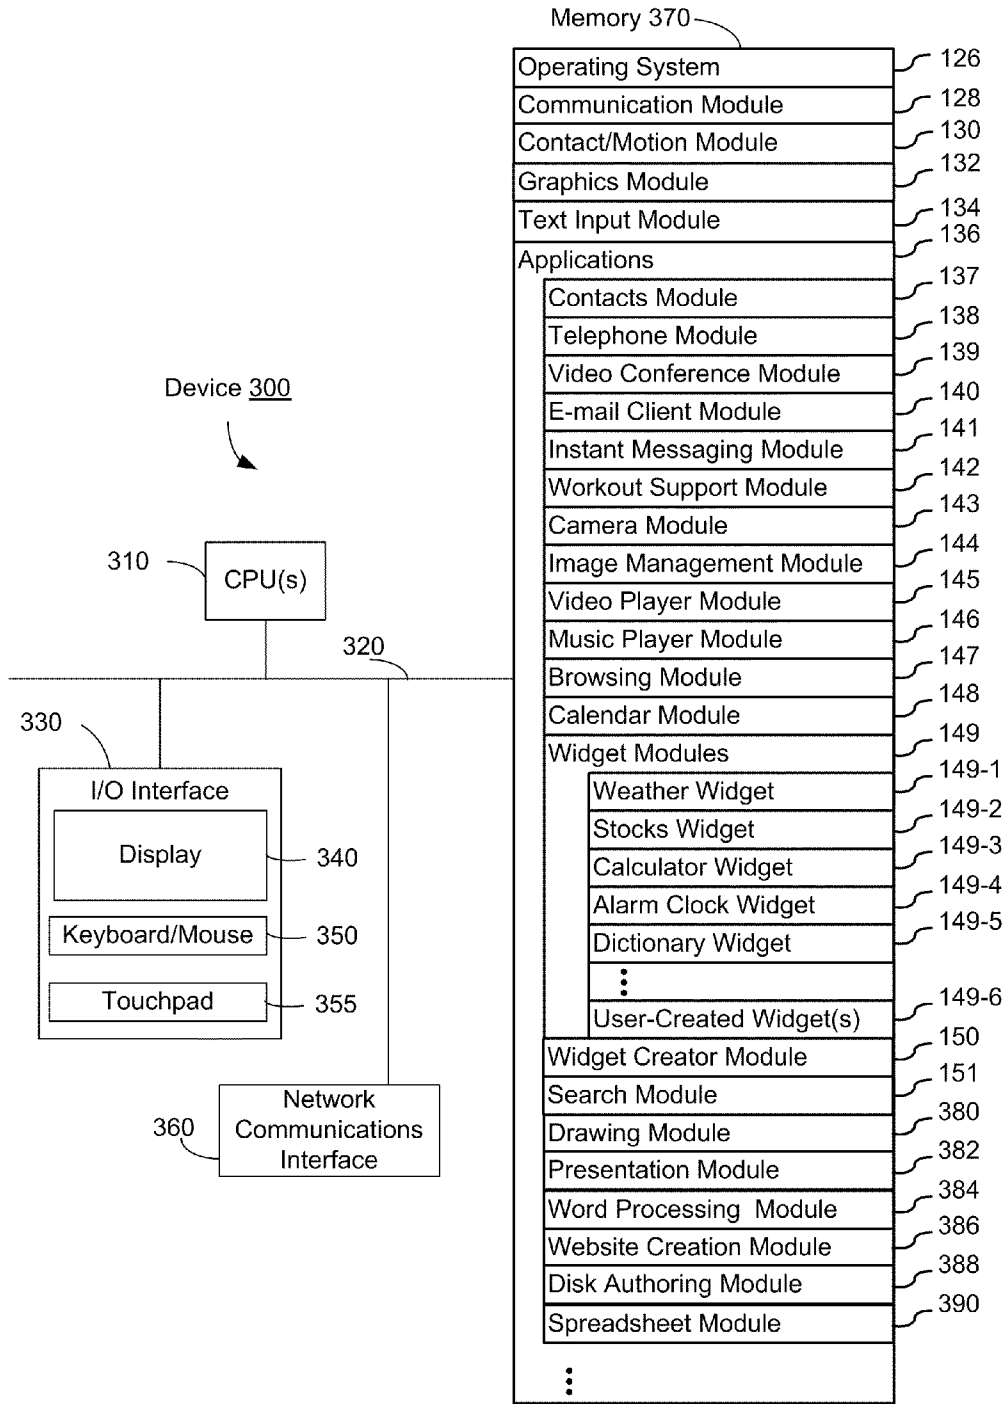 Memory 370
Operating System 126
Communication Module 128
Contact/Motion Module 130
Graphics Module 132
Text Input Module 134
Applications 136
Contacts Module 137
Telephone Module 138
Video Conference Module 139
E-mail Client Module 140
Instant Messaging Module 141
Workout Support Module 142
Camera Module 143
Image Management Module 144
Video Player Module 145
Music Player Module 146
Browsing Module 147
Calendar Module 148
Widget Modules 149
Weather Widget 149-1
Stocks Widget 149-2
Calculator Widget 149-3
Alarm Clock Widget 149-4
Dictionary Widget 149-5
User-Created Widget(s) 149-6
Widget Creator Module 150
Search Module 151
Drawing Module 380
Presentation Module 382
Word Processing Module 384
Website Creation Module 386
Disk Authoring Module 388
Spreadsheet Module 390
Device 300
310
CPU(s)
320
330
I/O Interface
Display 340
Keyboard/Mouse 350
Touchpad 355
360
Network
Communications
Interface